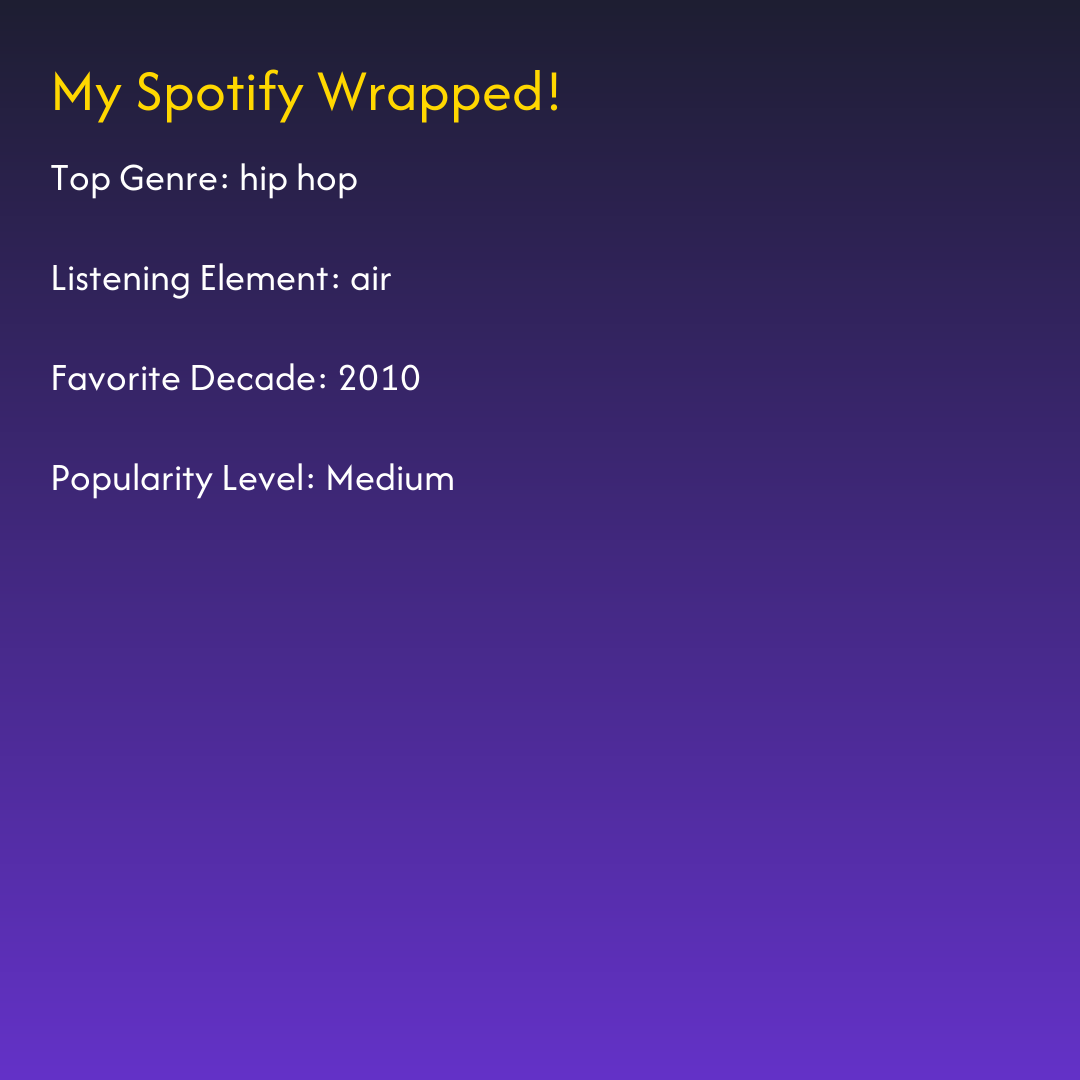 My Spotify Wrapped!
Top Genre: hip hop
Listening Element: air
Favorite Decade: 2010
Popularity Level: Medium